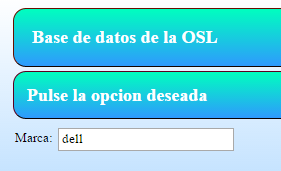 Base de datos de la OSL
Pulse la opcion deseada
Marca: dell